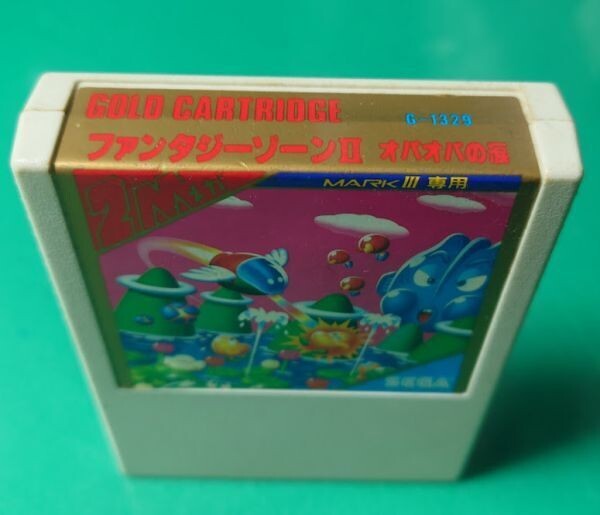 GOLD CARTRIDGE
G-1329
ファンタジーゾーンII オパオパの涙
2M
MARK III 専用
SEGA